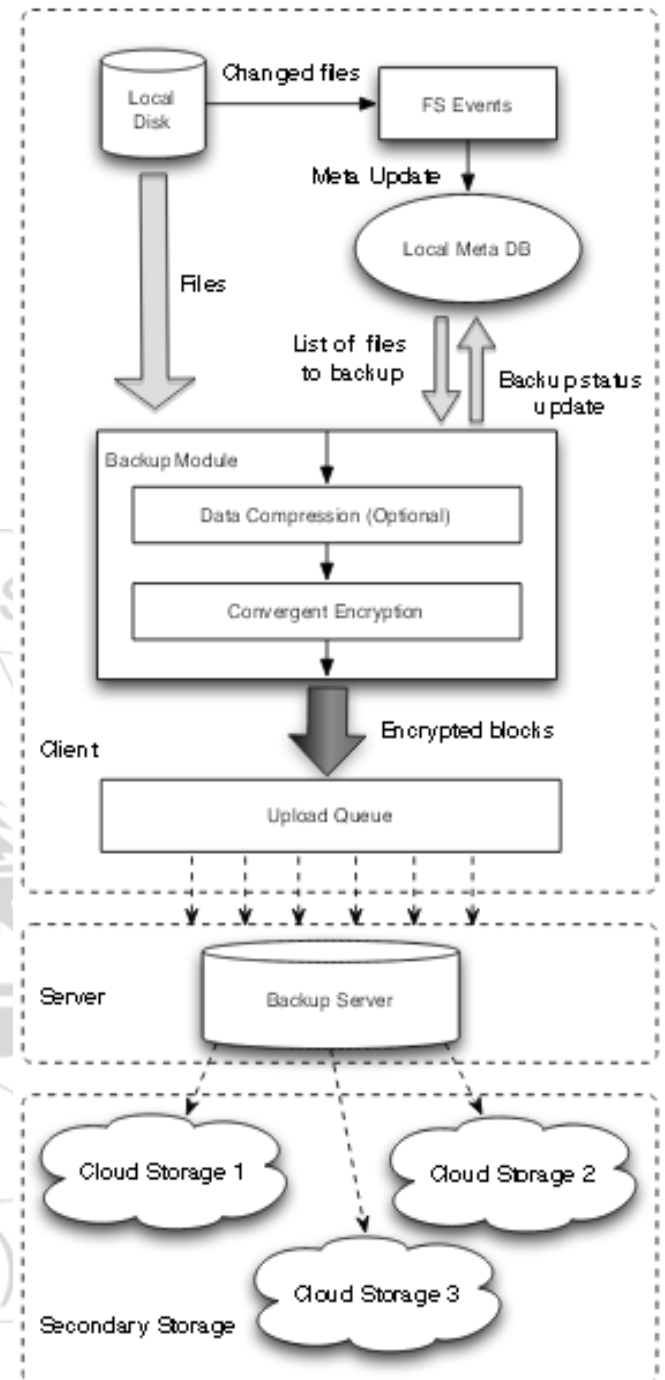 Local
Disk
Changed files
FS Events
Meta Update
Local Meta DB
Files
List of files
to backup
Backup status
update
Backup Module
Data Compression (Optional)
Convergent Encryption
Encrypted blocks
Client
Upload Queue
Server
Backup Server
Cloud Storage 1
Cloud Storage 2
Cloud Storage 3
Secondary Storage